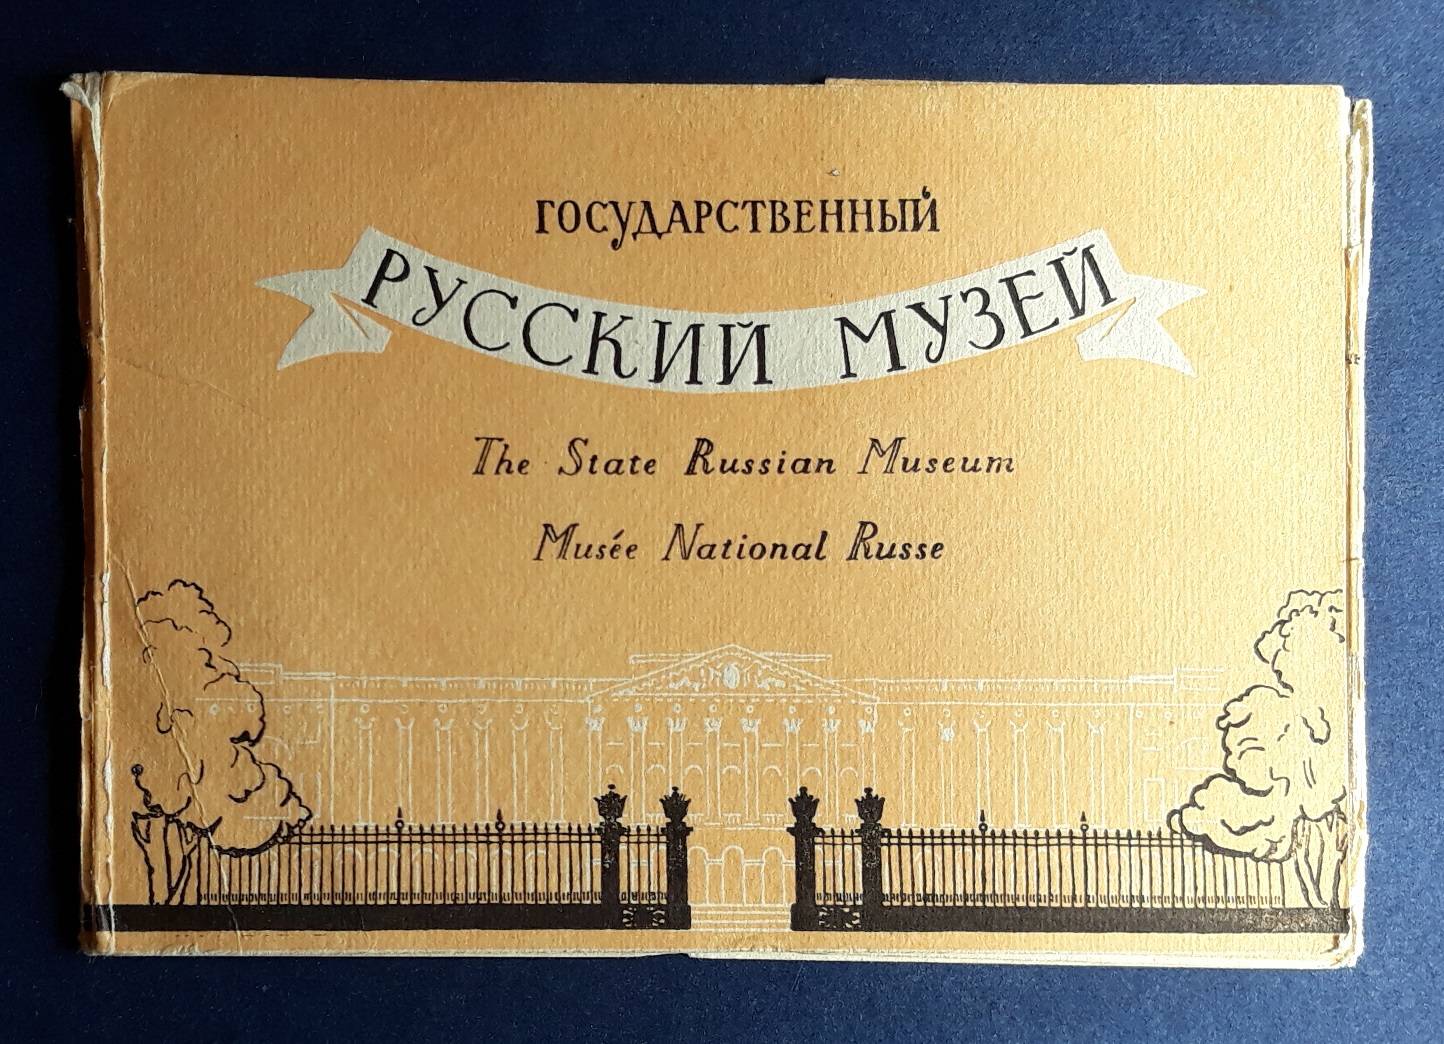 ГОСУДАРСТВЕННЫЙ
РУССКИЙ МУЗЕЙ
The State Russian Museum
Musée National Russe